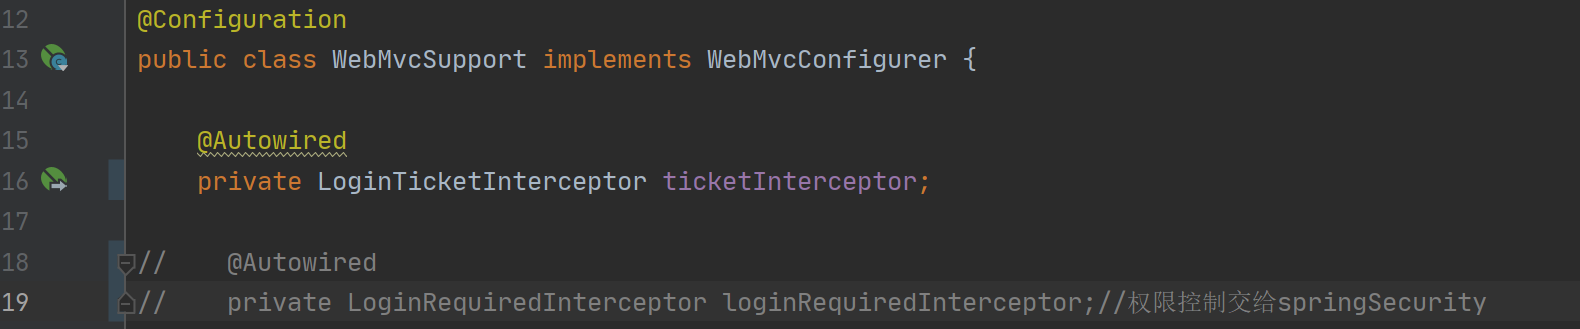 12 @Configuration
13 public class WebMvcSupport implements WebMvcConfigurer {
14
15 @Autowired
16 private LoginTicketInterceptor ticketInterceptor;
17
18 // @Autowired
19 // private LoginRequiredInterceptor loginRequiredInterceptor;//权限控制交给springSecurity